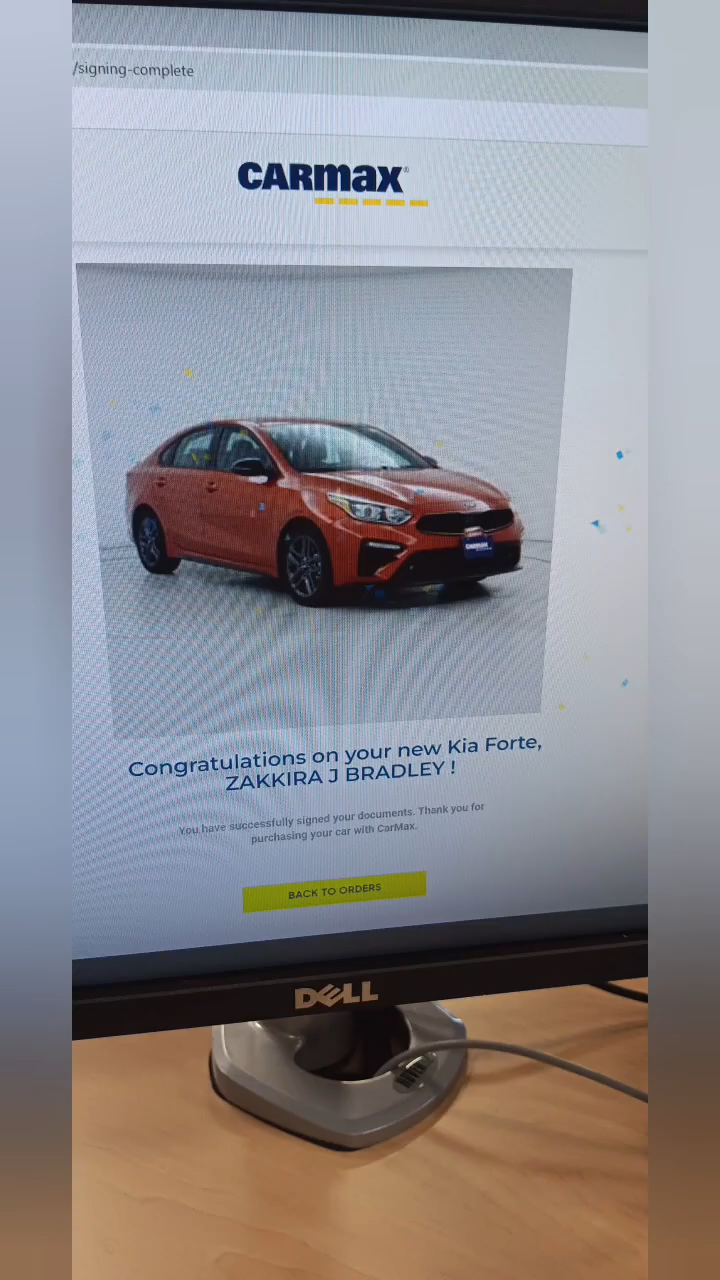 /signing-complete
CARMAX®
CARMAX
Congratulations on your new Kia Forte,
ZAKKIRA J BRADLEY !
You have successfully signed your documents. Thank you for
purchasing your car with CarMax.
BACK TO ORDERS
DELL